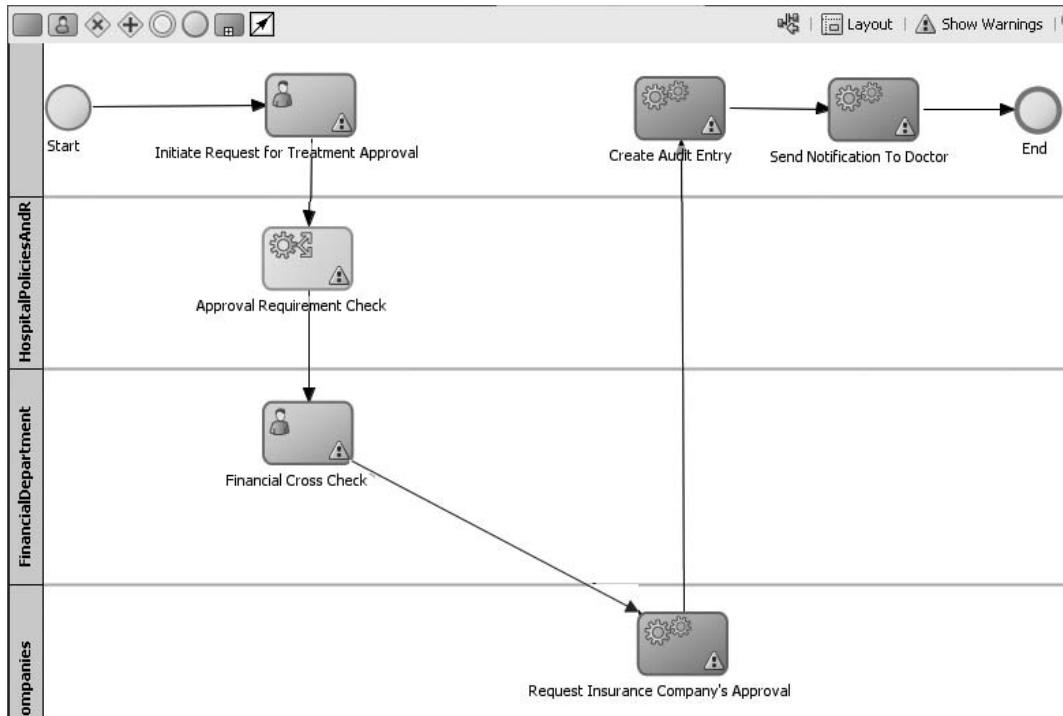 Layout
Show Warnings
Start
Initiate Request for Treatment Approval
Create Audit Entry
Send Notification To Doctor
End
HospitalPoliciesAndR
Approval Requirement Check
FinancialDepartment
Financial Cross Check
ompanies
Request Insurance Company's Approval